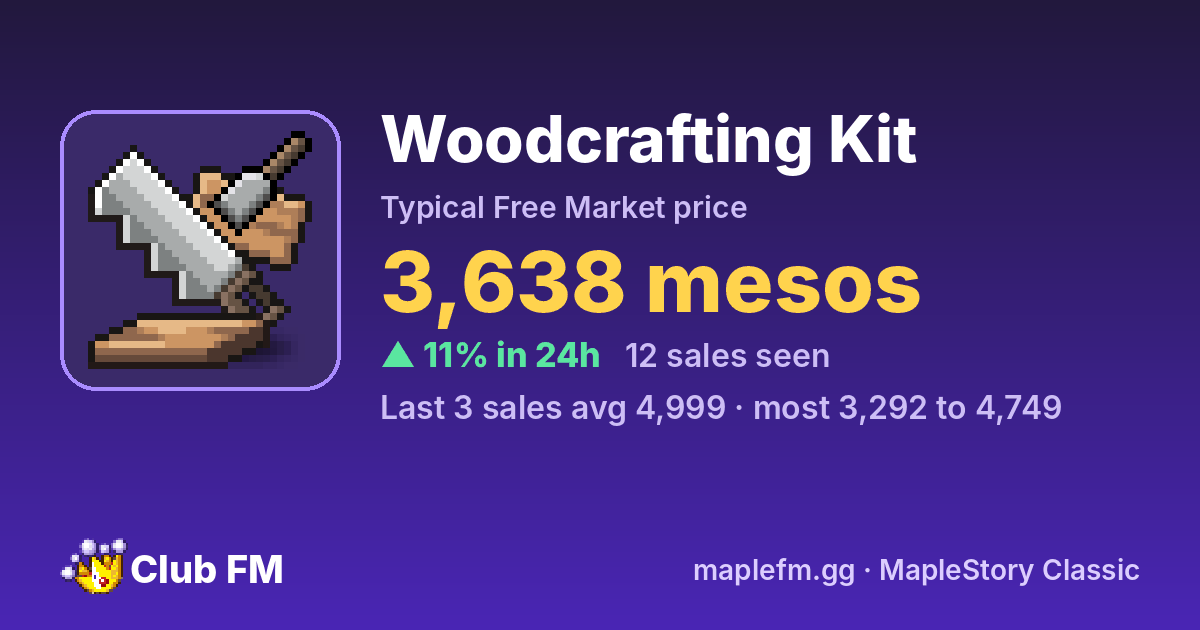 Woodcrafting Kit
Typical Free Market price
3,638 mesos
▲ 11% in 24h 12 sales seen
Last 3 sales avg 4,999 · most 3,292 to 4,749
Club FM
maplefm.gg · MapleStory Classic